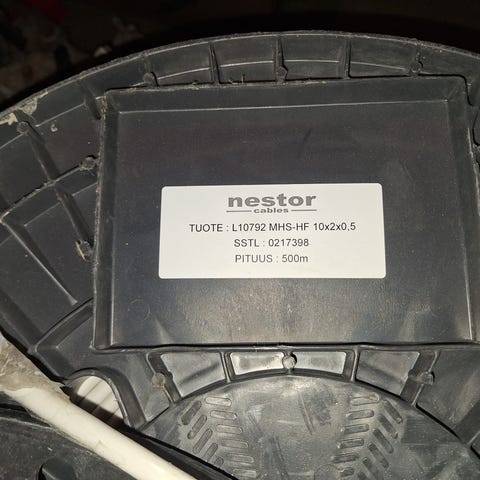 nestor
cables
TUOTE : L10792 MHS-HF 10x2x0,5
SSTL : 0217398
PITUUS : 500m